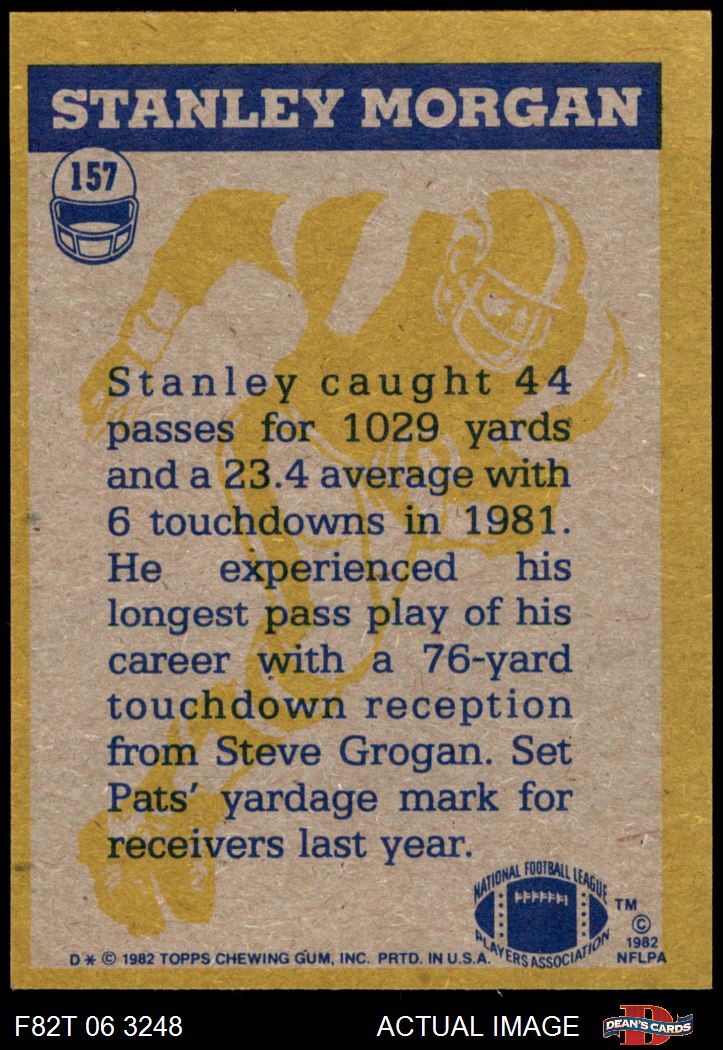 STANLEY MORGAN
157
Stanley caught 44
passes for 1029 yards
and a 23.4 average with
6 touchdowns in 1981.
He experienced his
longest pass play of his
career with a 76-yard
touchdown reception
from Steve Grogan. Set
Pats' yardage mark for
receivers last year.
NATIONAL FOOTBALL LEAGUE
PLAYERS ASSOCIATION
TM
©
1982
NFLPA
D * © 1982 TOPPS CHEWING GUM, INC. PRTD. IN U.S.A.
F82T 06 3248 ACTUAL IMAGE
D
DEAN'S CARDS